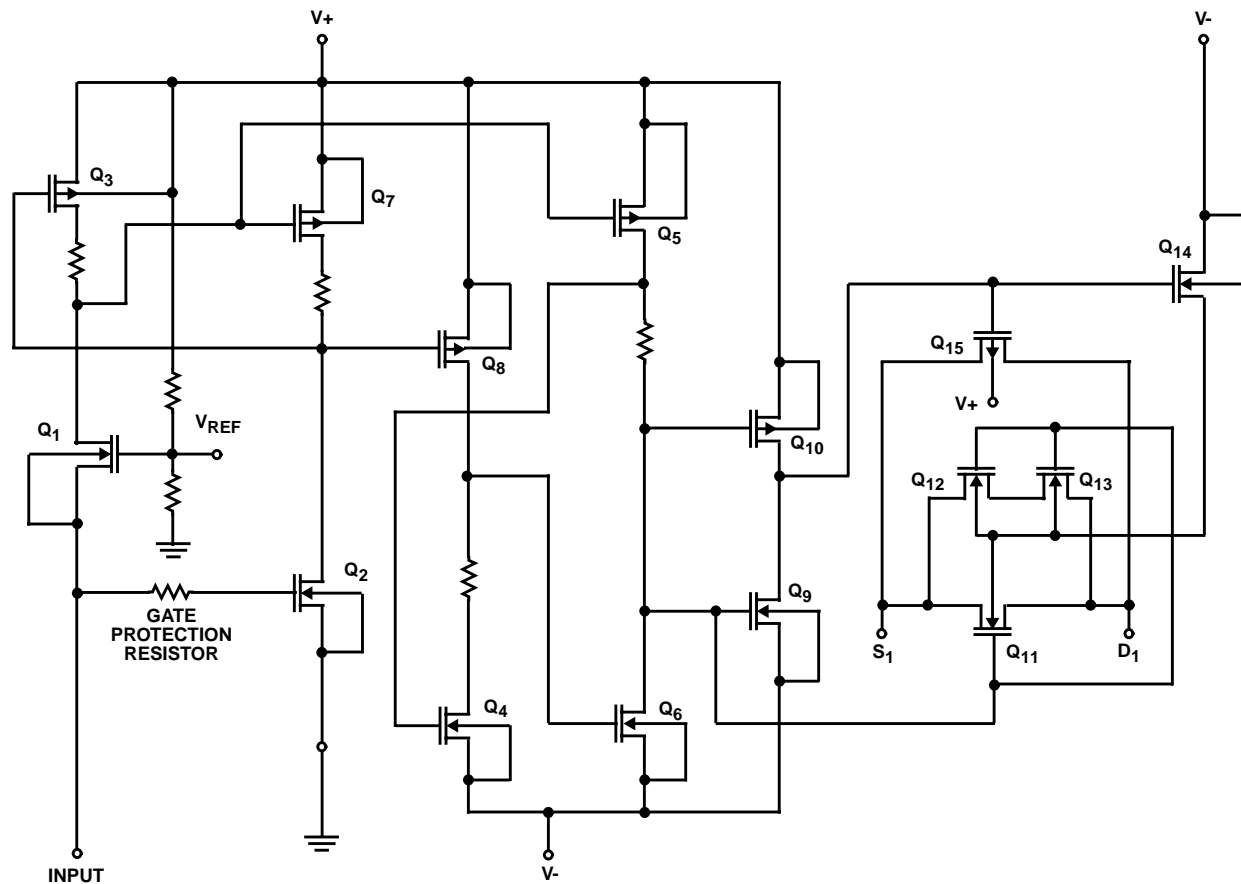 V+
V-
Q3
Q7
Q5
Q14
Q15
Q8
V+
VREF
Q1
Q10
Q12
Q13
Q2
Q9
GATE
PROTECTION
RESISTOR
S1
D1
Q11
Q4
Q6
INPUT
V-